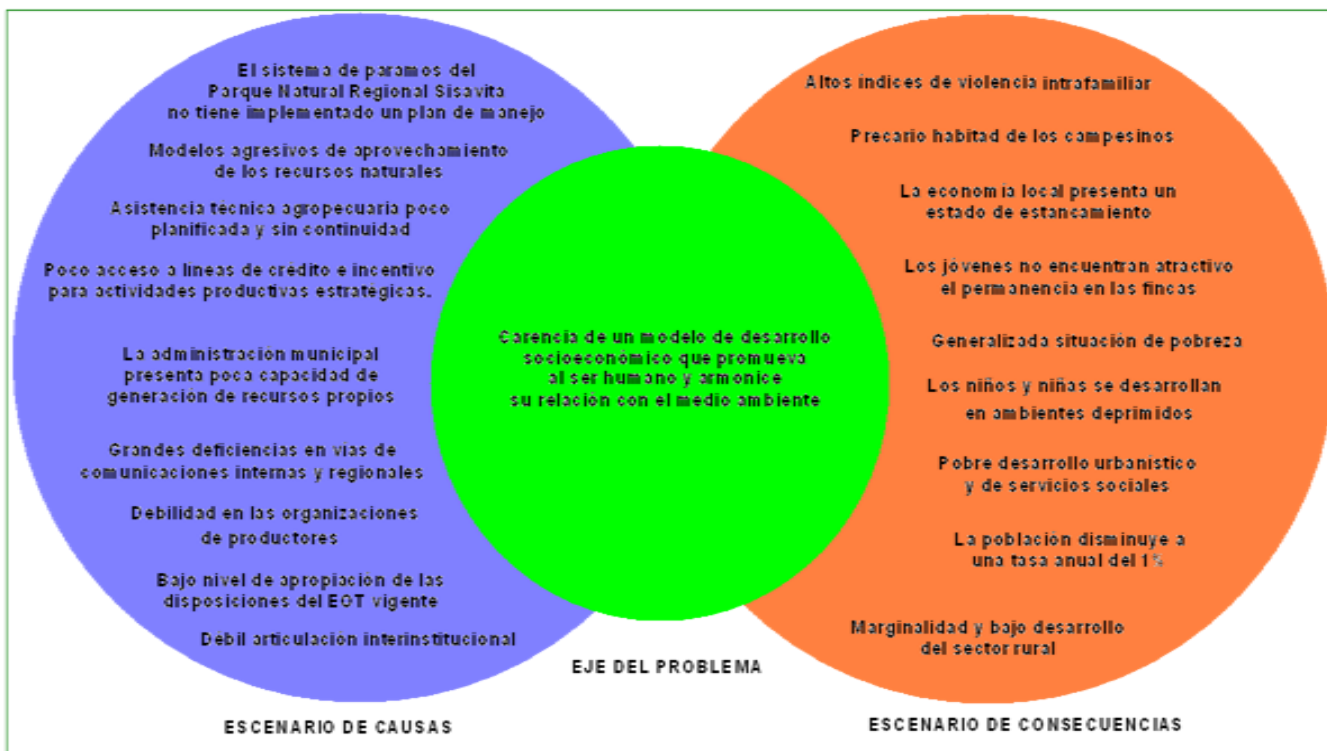 El sistema de paramos del
Parque Natural Regional Sisavita
no tiene implementado un plan de manejo
Modelos agresivos de aprovechamiento
de los recursos naturales
Asistencia técnica agropecuaria poco
planificada y sin continuidad
Poco acceso a líneas de crédito e incentivo
para actividades productivas estratégicas.
La administración municipal
presenta poca capacidad de
generación de recursos propios
Grandes deficiencias en vías de
comunicaciones internas y regionales
Debilidad en las organizaciones
de productores
Bajo nivel de apropiación de las
disposiciones del EOT vigente
Débil articulación interinstitucional
ESCENARIO DE CAUSAS
Carencia de un modelo de desarrollo
socioeconómico que promueva
al ser humano y armonice
su relación con el medio ambiente
EJE DEL PROBLEMA
Altos índices de violencia intrafamiliar
Precario habitad de los campesinos
La economía local presenta un
estado de estancamiento
Los jóvenes no encuentran atractivo
el permanencia en las fincas
Generalizada situación de pobreza
Los niños y niñas se desarrollan
en ambientes deprimidos
Pobre desarrollo urbanístico
y de servicios sociales
La población disminuye a
una tasa anual del 1%
Marginalidad y bajo desarrollo
del sector rural
ESCENARIO DE CONSECUENCIAS